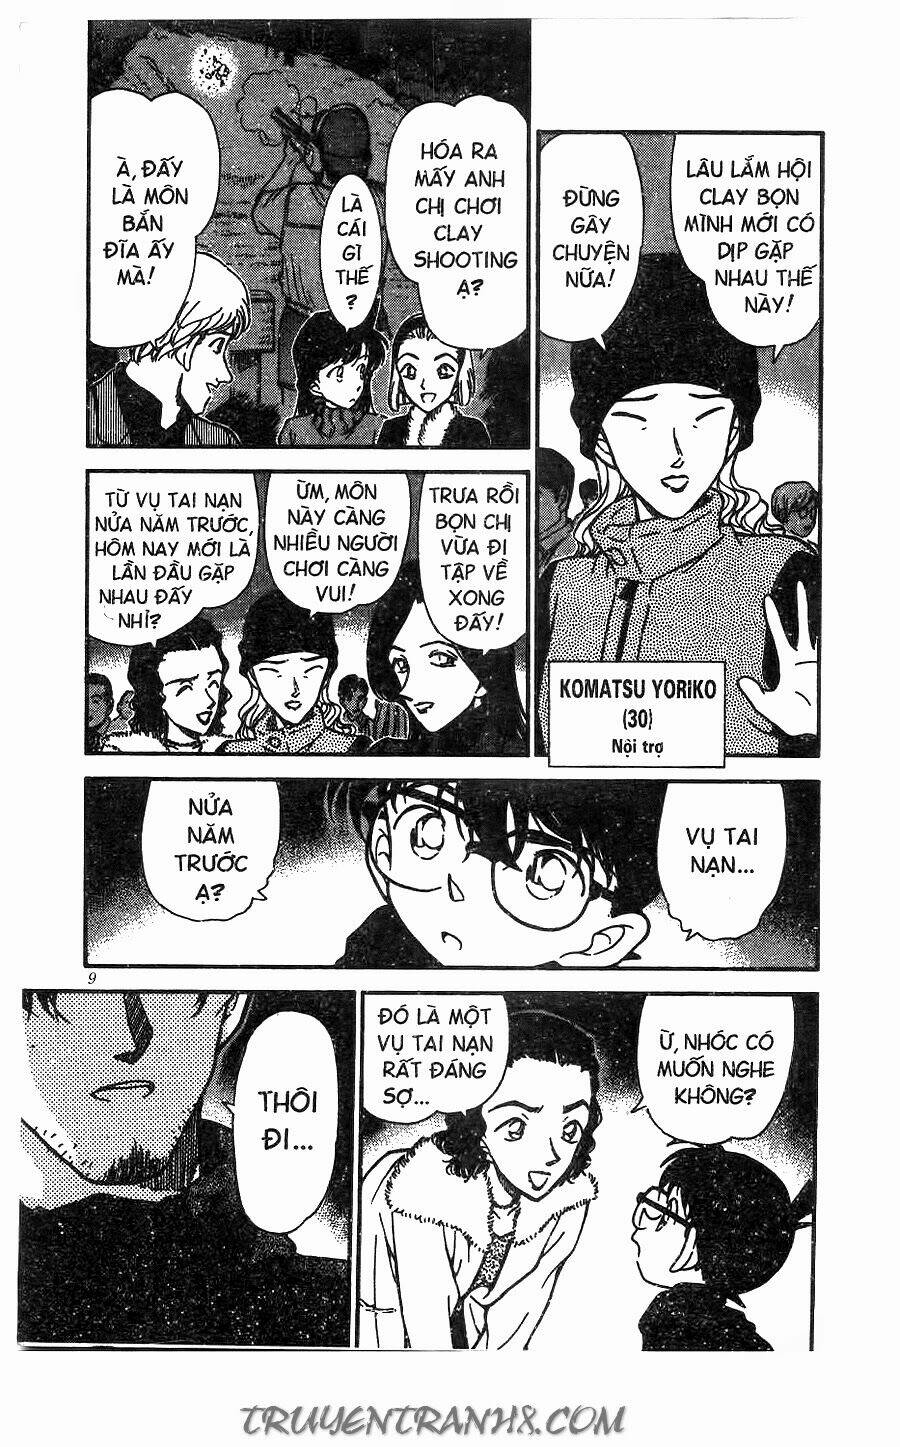 LÂU LẮM HỘI
CLAY BỌN
MÌNH MỚI CÓ
DỊP GẶP
NHAU THẾ
NÀY!
ĐỪNG
GÂY
CHUYỆN
NỮA!
KOMATSU YORiKO
(30)
Nội trợ
HÓA RA
MẤY ANH
CHỊ CHƠI
CLAY
SHOOTING
Ạ?
LÀ
CÁI
GÌ
THẾ
?
À, ĐẤY
LÀ MÔN
BẮN
ĐĨA ẤY
MÀ!
TRƯA RỒI
BỌN CHỊ
VỪA ĐI
TẬP VỀ
XONG
ĐẤY!
ỪM, MÔN
NÀY CÀNG
NHIỀU NGƯỜI
CHƠI CÀNG
VUI!
TỪ VỤ TAI NẠN
NỬA NĂM TRƯỚC,
HÔM NAY MỚI LÀ
LẦN ĐẦU GẶP
NHAU ĐẤY
NHỈ?
VỤ TAI
NẠN...
NỬA
NĂM
TRƯỚC
Ạ?
9
Ừ, NHÓC CÓ
MUỐN NGHE
KHÔNG?
ĐÓ LÀ MỘT
VỤ TAI NẠN
RẤT ĐÁNG
SỢ...
THÔI
ĐI...
TRUYENTRANH8.COM